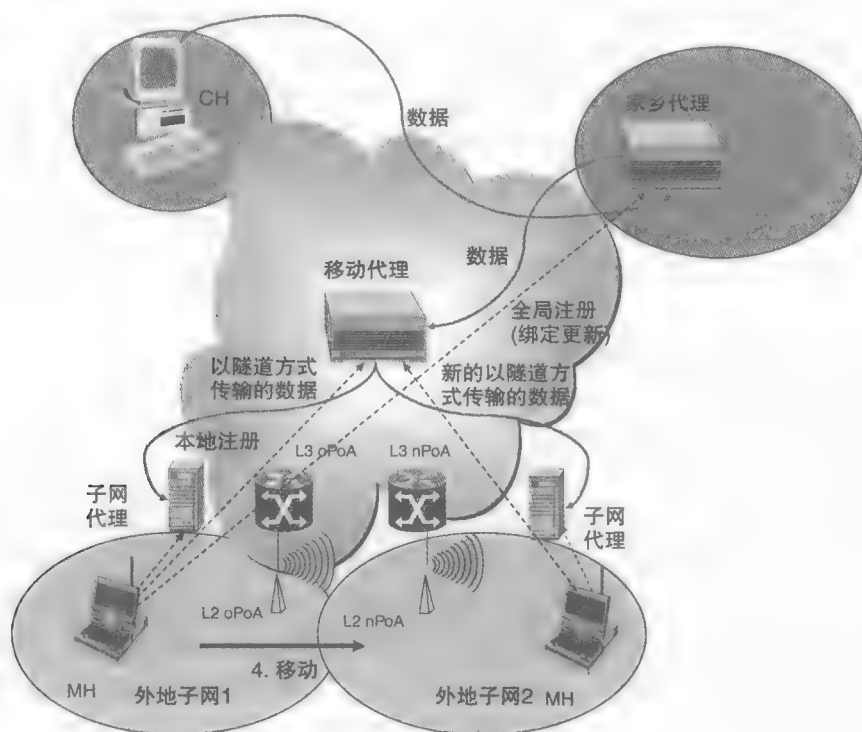 CH
家乡代理
数据
移动代理
数据
全局注册
(绑定更新)
以隧道方式
传输的数据
新的以隧道方
式传输的数据
本地注册
L3 oPoA
L3 nPoA
子网
代理
子网
代理
L2 oPoA
L2 nPoA
4. 移动
MH
外地子网1
外地子网2
MH